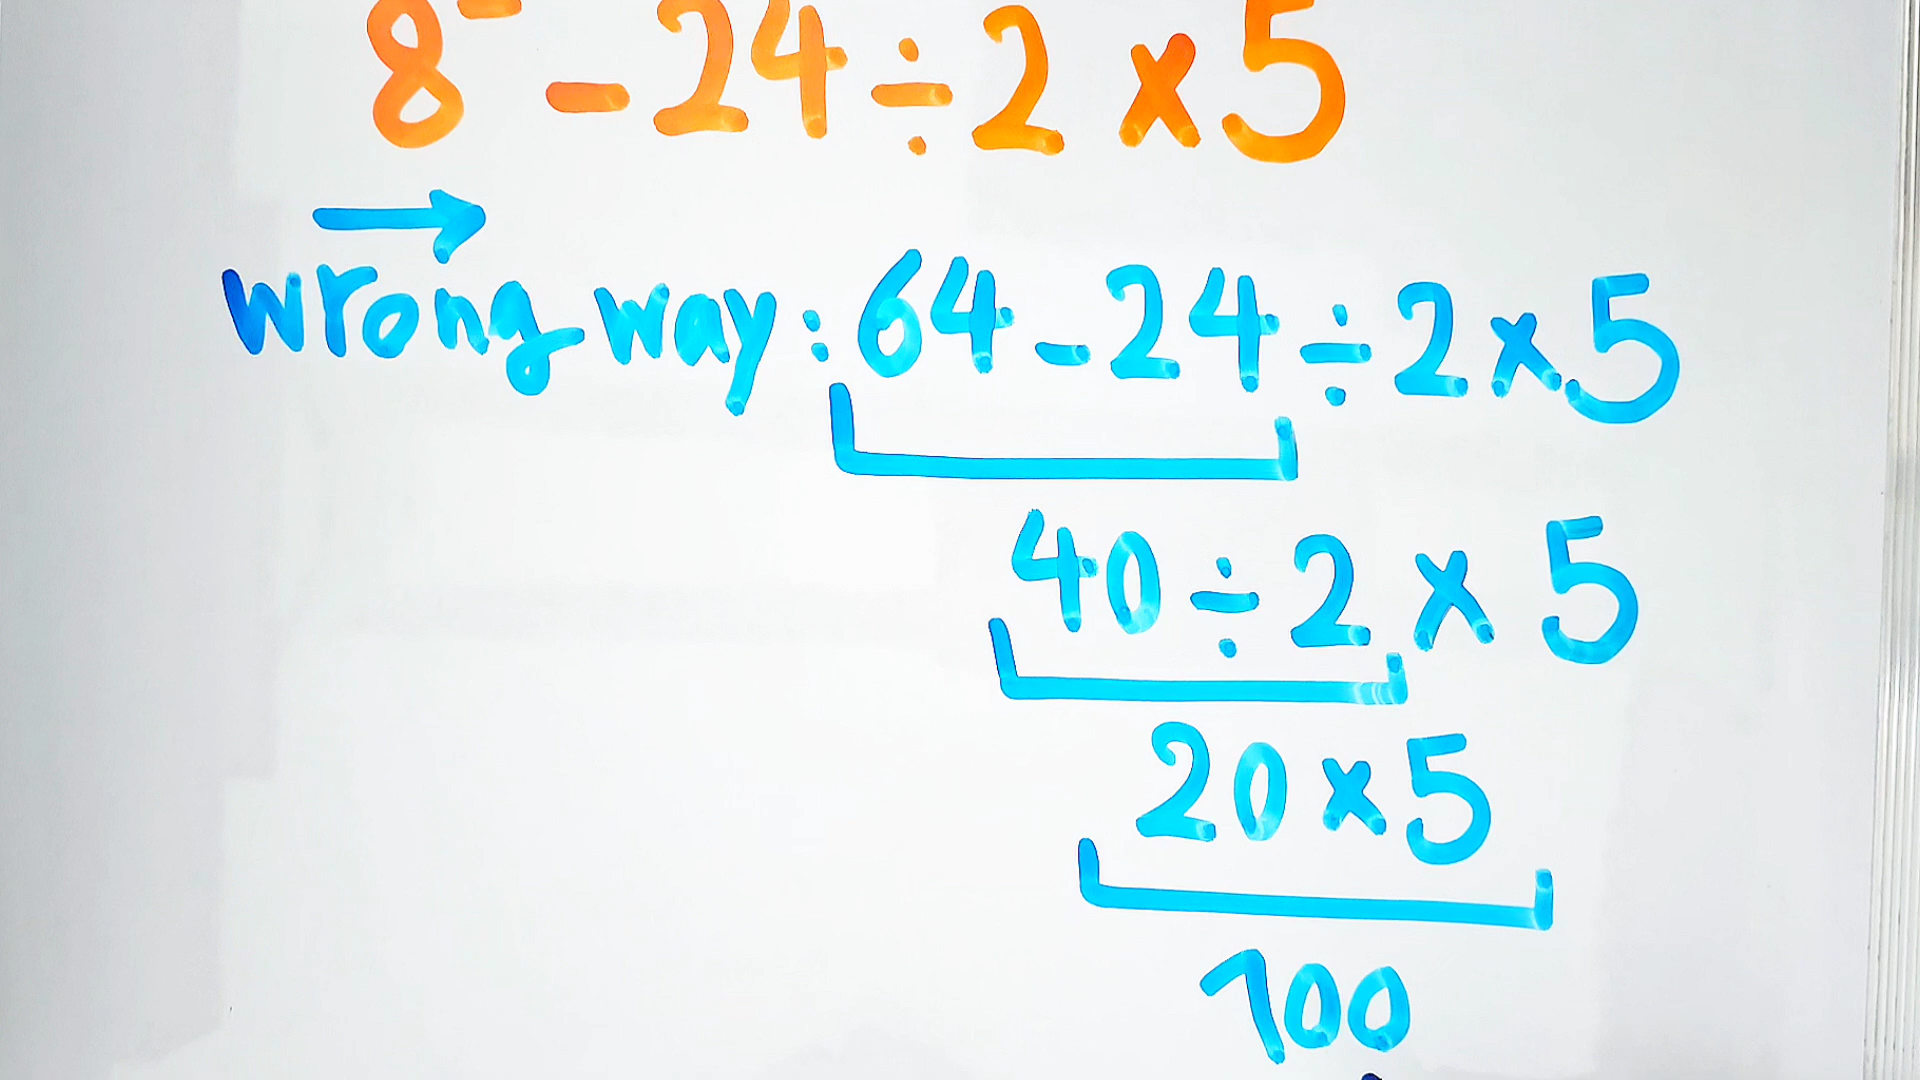 8² - 24 ÷ 2 × 5
wrong way: 64 - 24 ÷ 2 × 5
40 ÷ 2 × 5
20 × 5
100